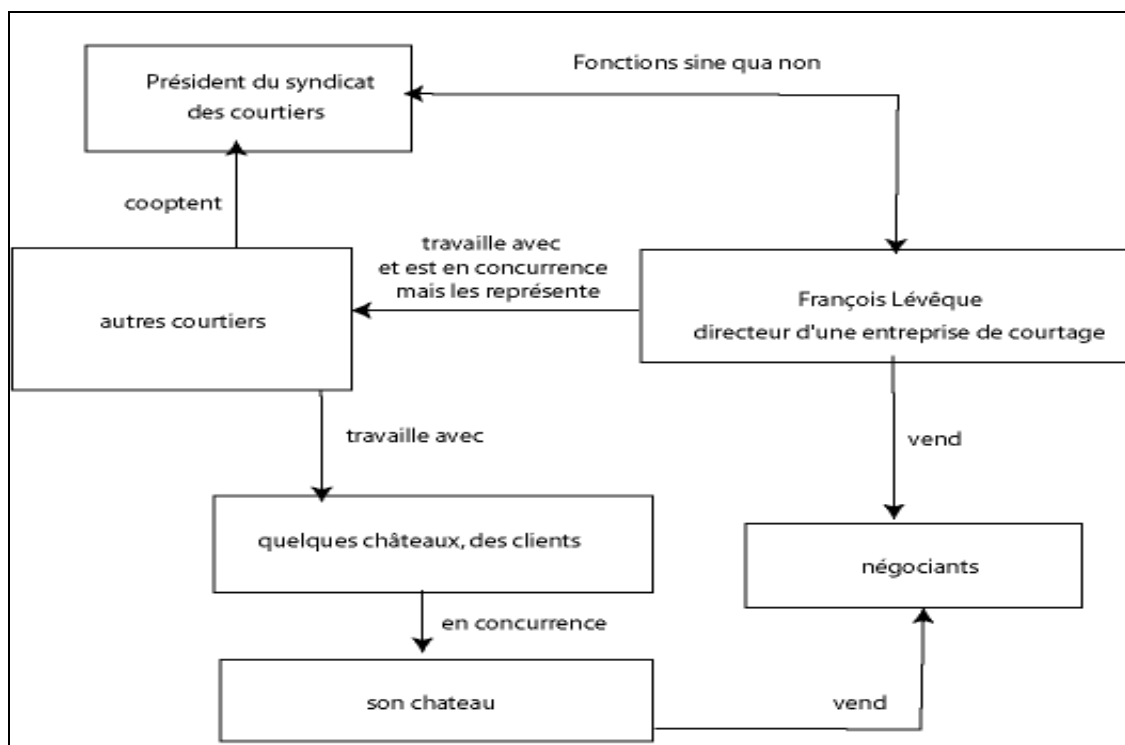 Fonctions sine qua non
Président du syndicat
des courtiers
cooptent
travaille avec
et est en concurrence
mais les représente
autres courtiers
François Lévêque
directeur d'une entreprise de courtage
travaille avec
vend
quelques châteaux, des clients
négociants
en concurrence
son chateau
vend